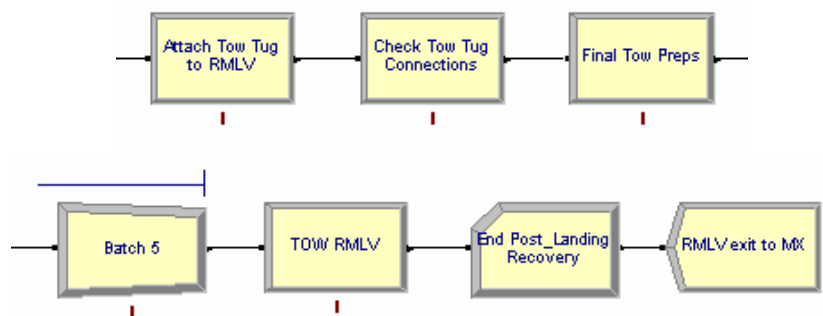 Attach Tow Tug
to RMLV
Check Tow Tug
Connections
Final Tow Preps
Batch 5
TOW RMLV
End Post_Landing
Recovery
RMLV exit to MX